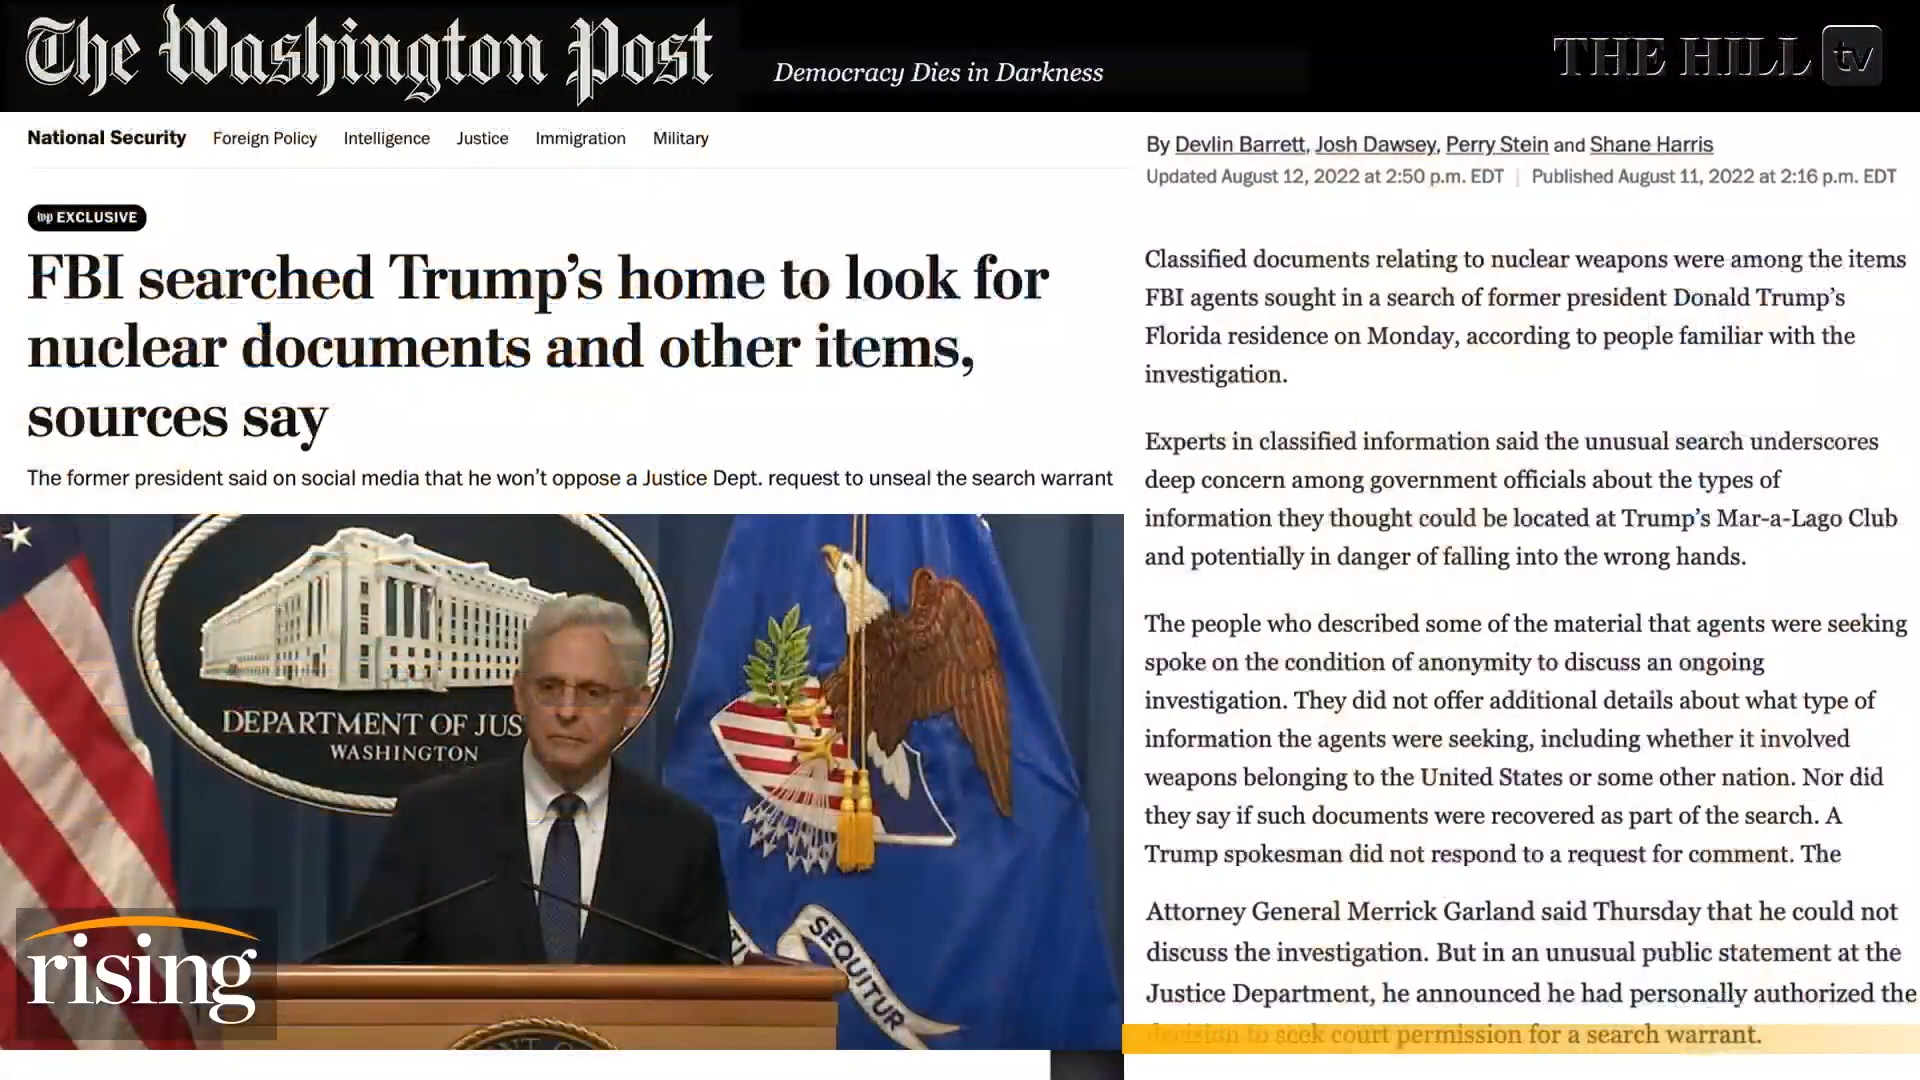 The Washington Post
Democracy Dies in Darkness
THE HILL tv
National Security Foreign Policy Intelligence Justice Immigration Military
wp EXCLUSIVE
FBI searched Trump’s home to look for
nuclear documents and other items,
sources say
The former president said on social media that he won’t oppose a Justice Dept. request to unseal the search warrant
DEPARTMENT OF JUS
WASHINGTON
SEQUITUR
rising
By Devlin Barrett, Josh Dawsey, Perry Stein and Shane Harris
Updated August 12, 2022 at 2:50 p.m. EDT | Published August 11, 2022 at 2:16 p.m. EDT
Classified documents relating to nuclear weapons were among the items
FBI agents sought in a search of former president Donald Trump’s
Florida residence on Monday, according to people familiar with the
investigation.
Experts in classified information said the unusual search underscores
deep concern among government officials about the types of
information they thought could be located at Trump’s Mar-a-Lago Club
and potentially in danger of falling into the wrong hands.
The people who described some of the material that agents were seeking
spoke on the condition of anonymity to discuss an ongoing
investigation. They did not offer additional details about what type of
information the agents were seeking, including whether it involved
weapons belonging to the United States or some other nation. Nor did
they say if such documents were recovered as part of the search. A
Trump spokesman did not respond to a request for comment. The
Attorney General Merrick Garland said Thursday that he could not
discuss the investigation. But in an unusual public statement at the
Justice Department, he announced he had personally authorized the
decision to seek court permission for a search warrant.